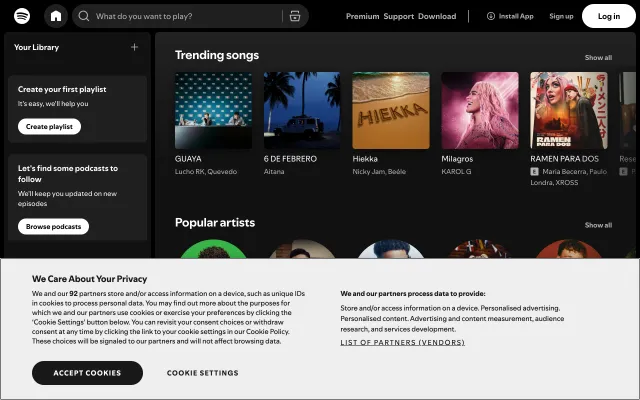 What do you want to play?
Premium Support Download
Install App
Sign up
Log in
Your Library
Create your first playlist
It's easy, we'll help you
Create playlist
Let's find some podcasts to
follow
We'll keep you updated on new
episodes
Browse podcasts
Trending songs
Show all
HIEKKA
RAMEN
PARA DOS
GUAYA
Lucho RK, Quevedo
6 DE FEBRERO
Aitana
Hiekka
Nicky Jam, Beéle
Milagros
KAROL G
RAMEN PARA DOS
E Maria Becerra, Paulo
Londra, XROSS
Popular artists
Show all
We Care About Your Privacy
We and our 92 partners store and/or access information on a device, such as unique IDs
in cookies to process personal data. You may find out more about the purposes for
which we and our partners use cookies or exercise your preferences by clicking the
'Cookie Settings' button below. You can revisit your consent choices or withdraw
consent at any time by clicking the link to your cookie settings in our Cookie Policy.
These choices will be signaled to our partners and will not affect browsing data.
ACCEPT COOKIES
COOKIE SETTINGS
We and our partners process data to provide:
Store and/or access information on a device. Personalised advertising.
Personalised content. Advertising and content measurement, audience
research, and services development.
LIST OF PARTNERS (VENDORS)